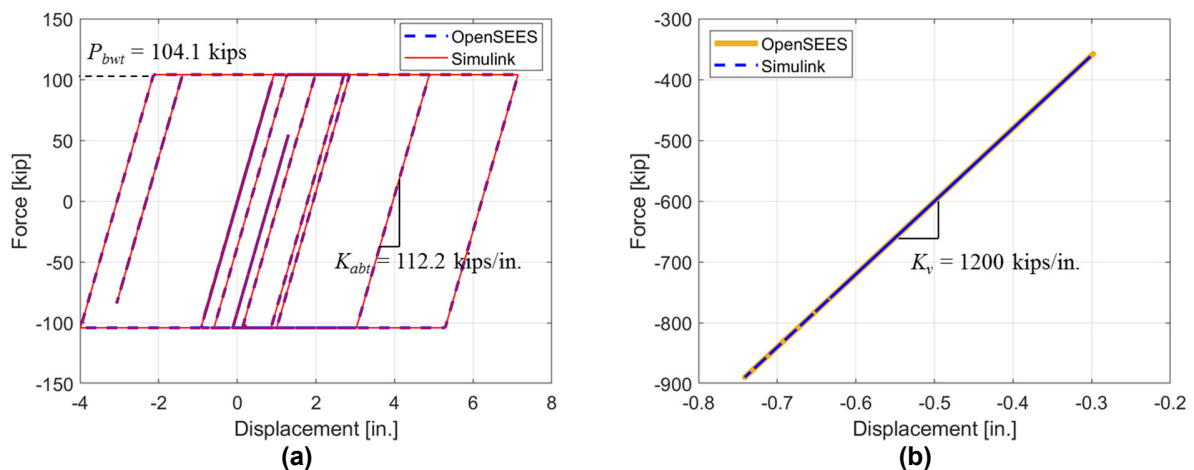 150
100
50
0
-50
-100
-150
Force [kip]
P_bwt = 104.1 kips
OpenSEES
Simulink
K_abt = 112.2 kips/in.
-4
-2
0
2
4
6
8
Displacement [in.]
(a)
-300
-400
-500
-600
-700
-800
-900
Force [kip]
OpenSEES
Simulink
K_v = 1200 kips/in.
-0.8
-0.7
-0.6
-0.5
-0.4
-0.3
-0.2
Displacement [in.]
(b)